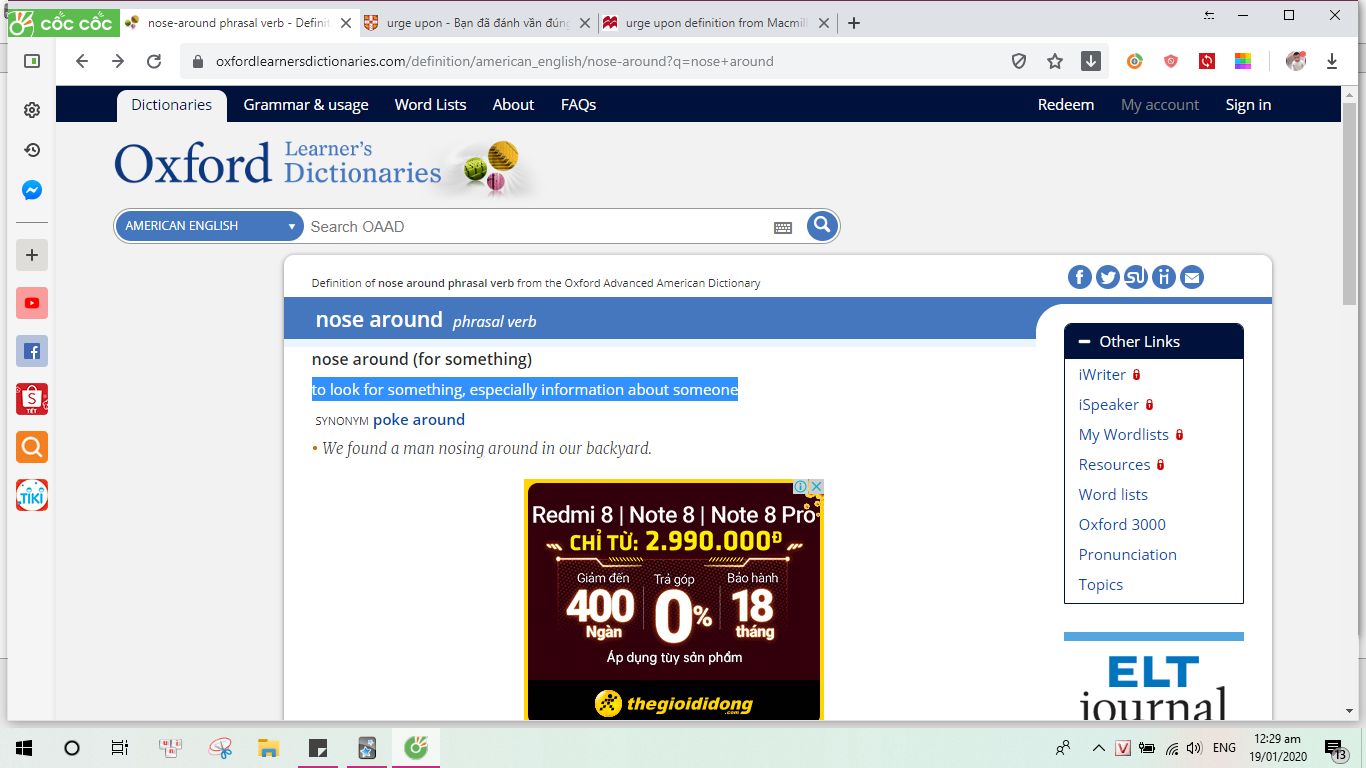 cốc cốc
nose-around phrasal verb - Definit
urge upon - Bạn đã đánh vần đúng
urge upon definition from Macmill
oxfordlearnersdictionaries.com/definition/american_english/nose-around?q=nose+around
Dictionaries Grammar & usage Word Lists About FAQs Redeem My account Sign in
Oxford Learner's Dictionaries
AMERICAN ENGLISH Search OAAD
Definition of nose around phrasal verb from the Oxford Advanced American Dictionary
nose around phrasal verb
nose around (for something)
to look for something, especially information about someone
SYNONYM poke around
• We found a man nosing around in our backyard.
Other Links
iWriter
iSpeaker
My Wordlists
Resources
Word lists
Oxford 3000
Pronunciation
Topics
ELT
journal
Redmi 8 | Note 8 | Note 8 Pro
CHỈ TỪ: 2.990.000Đ
Giảm đến
400
Ngàn
Trả góp
0%
Bảo hành
18
tháng
Áp dụng tùy sản phẩm
thegioididong
.com
S
TẾT
TIKI
V
ENG
12:29 am
19/01/2020
13